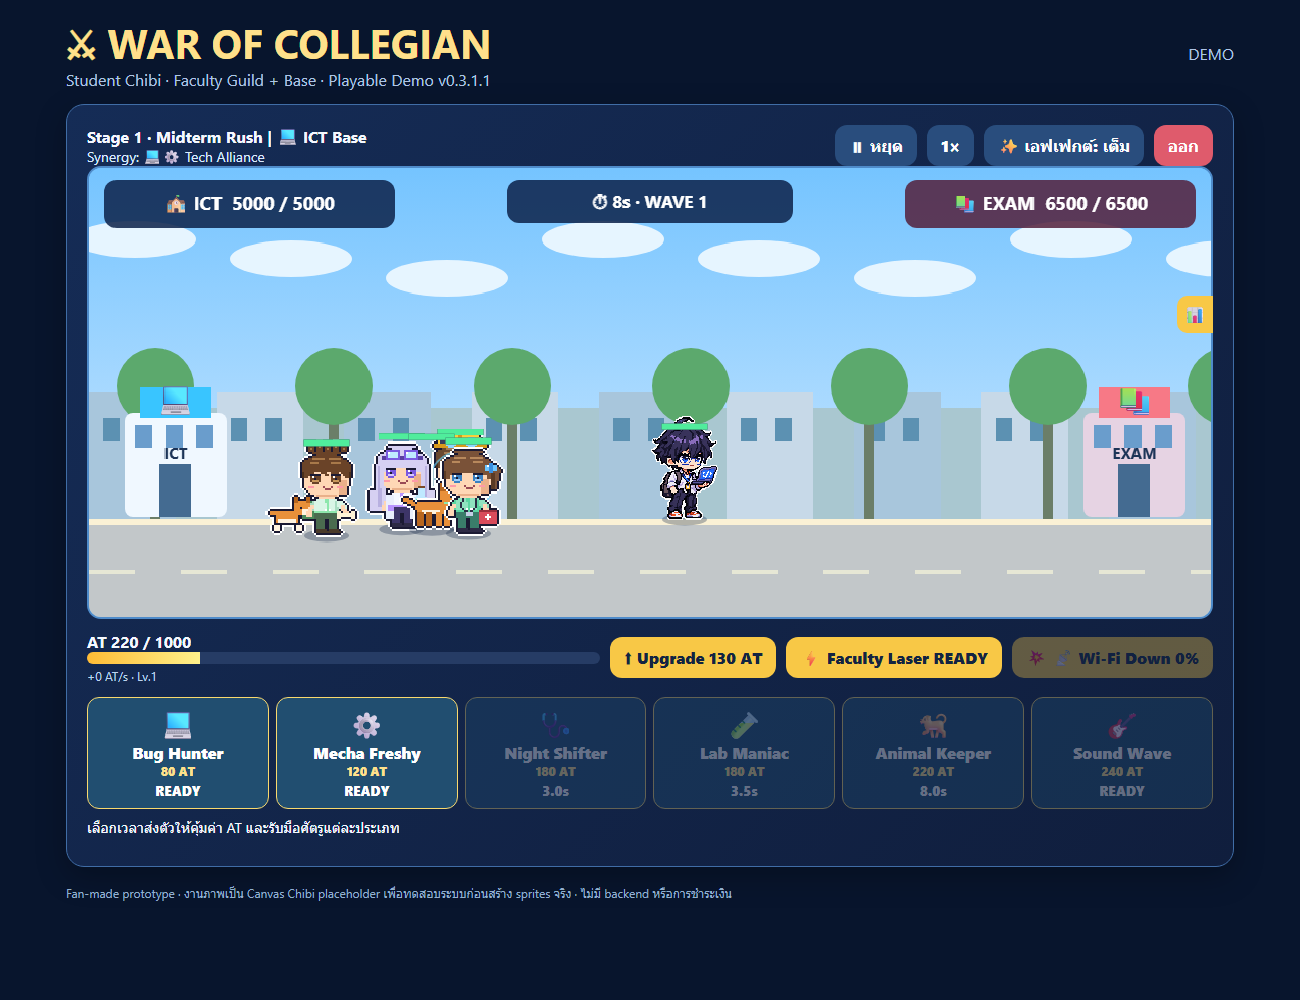 ⚔ WAR OF COLLEGIAN
Student Chibi · Faculty Guild + Base · Playable Demo v0.3.1.1
DEMO
Stage 1 · Midterm Rush | 💻 ICT Base
Synergy: 💻 ⚙️ Tech Alliance
⏸ หยุด
1×
✨ เอฟเฟกต์: เต็ม
ออก
🏫 ICT 5000 / 5000
⏱ 8s · WAVE 1
📚 EXAM 6500 / 6500
ICT
EXAM
AT 220 / 1000
+0 AT/s · Lv.1
⬆ Upgrade 130 AT
⚡ Faculty Laser READY
Wi-Fi Down 0%
Bug Hunter
80 AT
READY
Mecha Freshy
120 AT
READY
Night Shifter
180 AT
3.0s
Lab Maniac
180 AT
3.5s
Animal Keeper
220 AT
8.0s
Sound Wave
240 AT
READY
เลือกเวลาส่งตัวให้คุ้มค่า AT และรับมือศัตรูแต่ละประเภท
Fan-made prototype · งานภาพเป็น Canvas Chibi placeholder เพื่อทดสอบระบบก่อนสร้าง sprites จริง · ไม่มี backend หรือการชำระเงิน